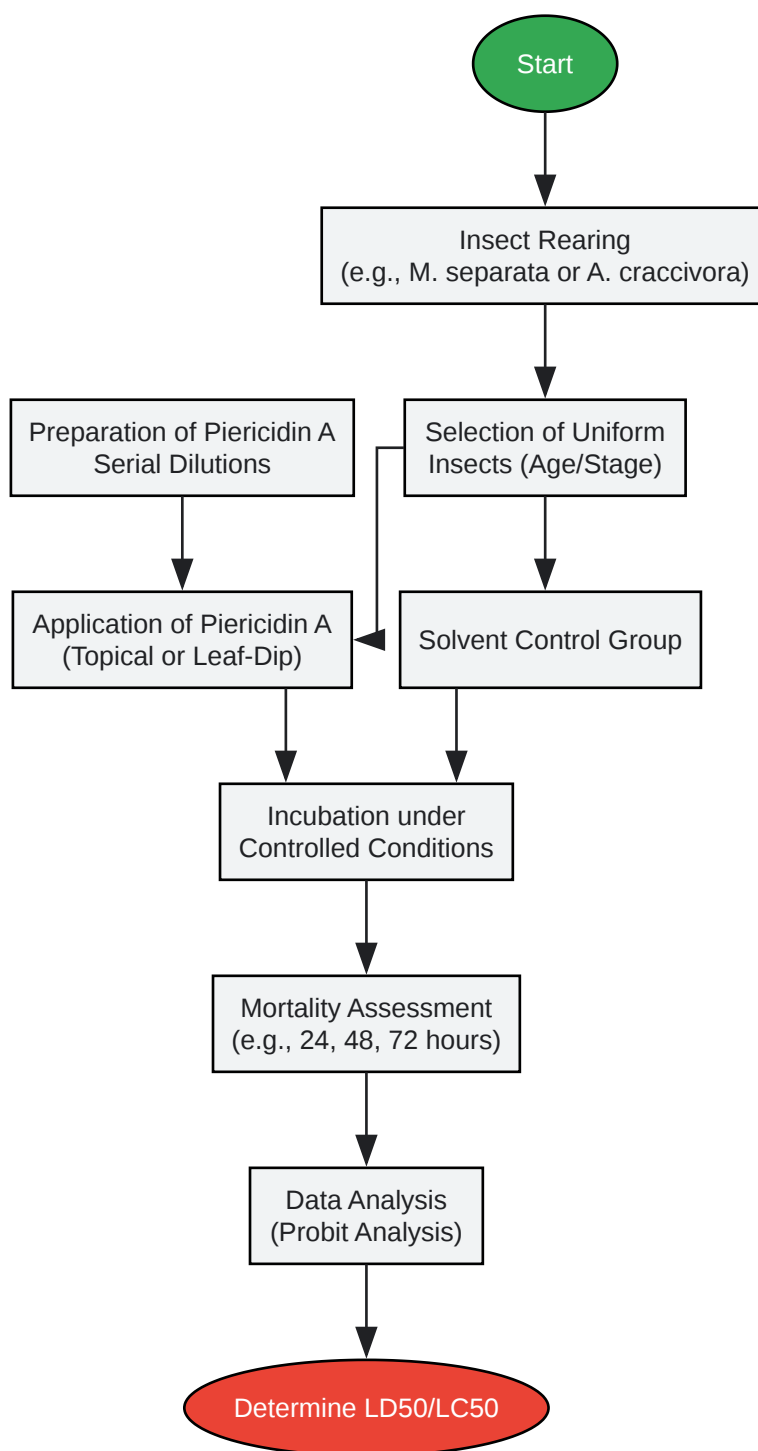 Start
Insect Rearing
(e.g., M. separata or A. craccivora)
Preparation of Piericidin A
Serial Dilutions
Selection of Uniform
Insects (Age/Stage)
Application of Piericidin A
(Topical or Leaf-Dip)
Solvent Control Group
Incubation under
Controlled Conditions
Mortality Assessment
(e.g., 24, 48, 72 hours)
Data Analysis
(Probit Analysis)
Determine LD50/LC50